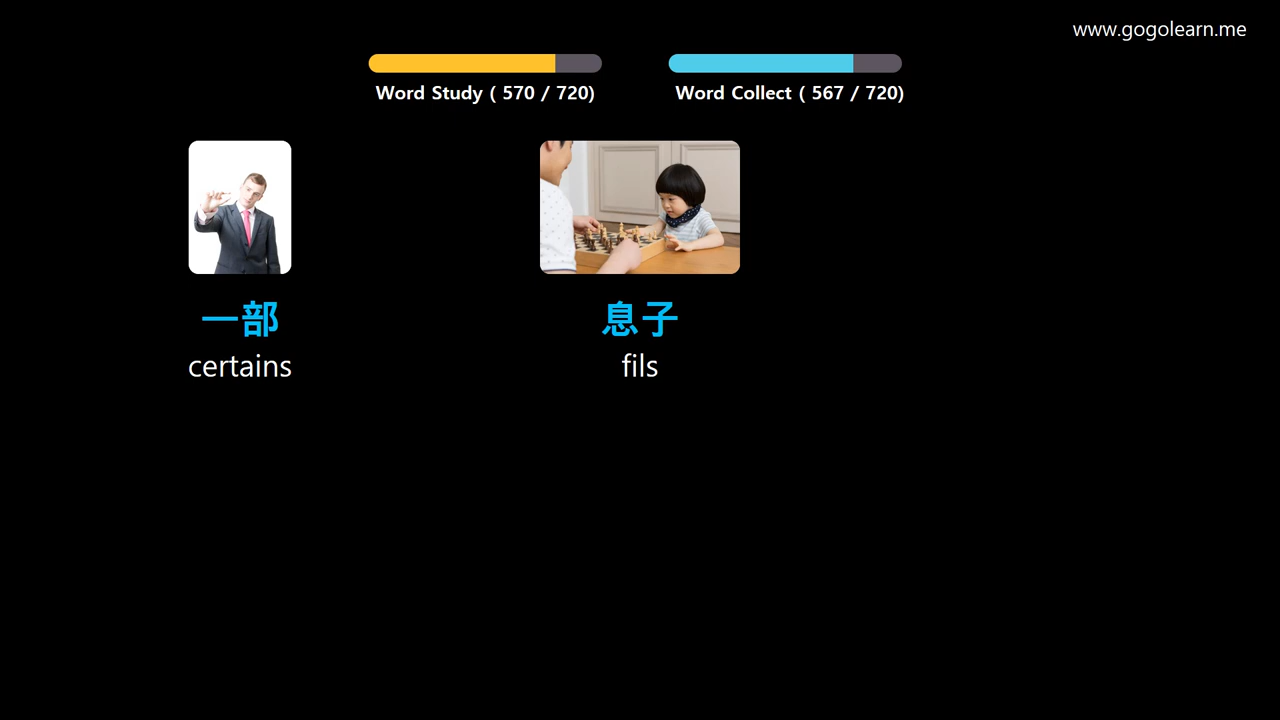 www.gogolearn.me
Word Study ( 570 / 720)
Word Collect ( 567 / 720)
一部
certains
息子
fils